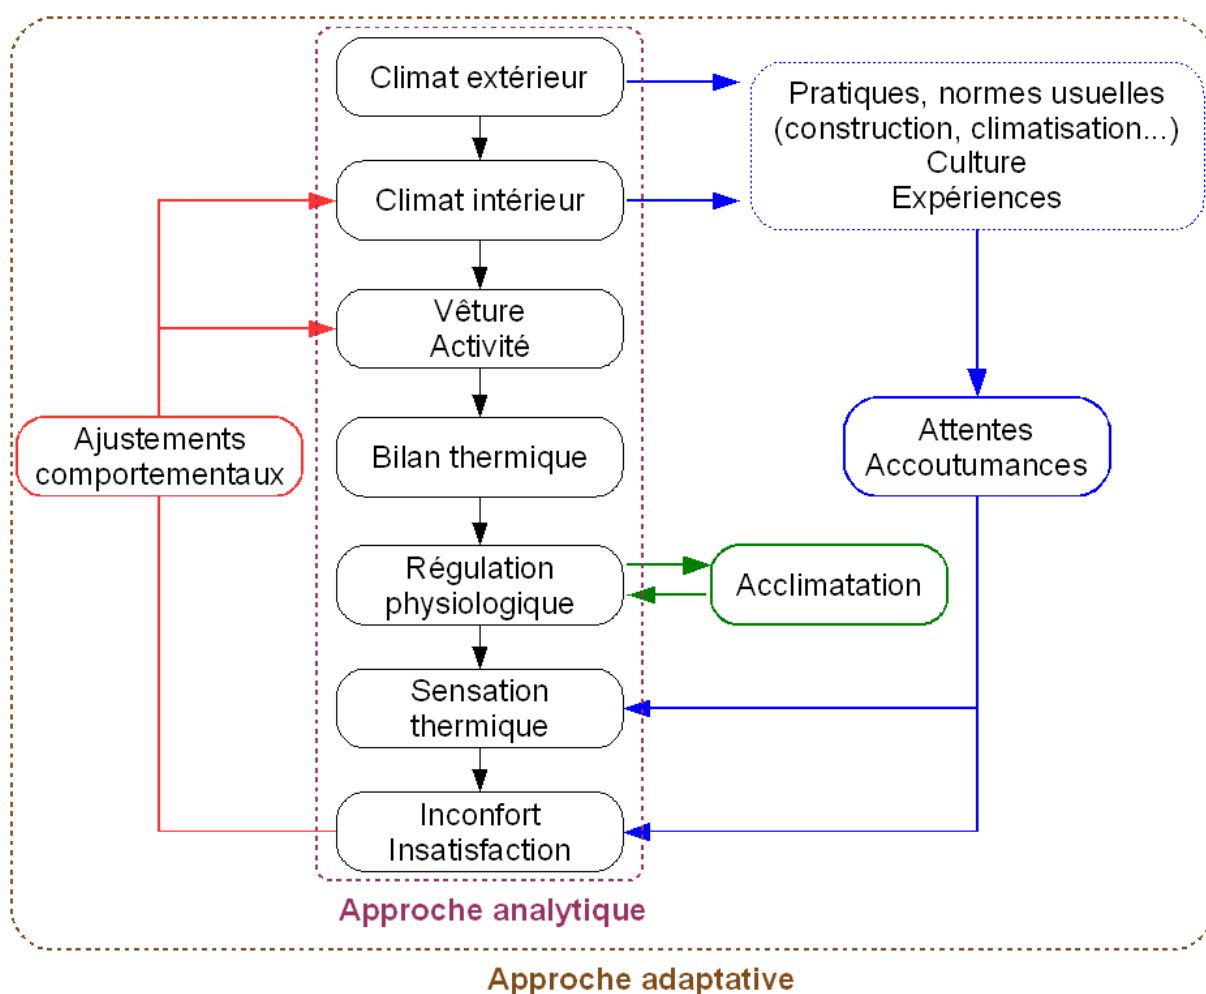 Climat extérieur
Pratiques, normes usuelles
(construction, climatisation...)
Culture
Expériences
Climat intérieur
Vêture
Activité
Ajustements
comportementaux
Bilan thermique
Attentes
Accoutumances
Régulation
physiologique
Acclimatation
Sensation
thermique
Inconfort
Insatisfaction
Approche analytique
Approche adaptative